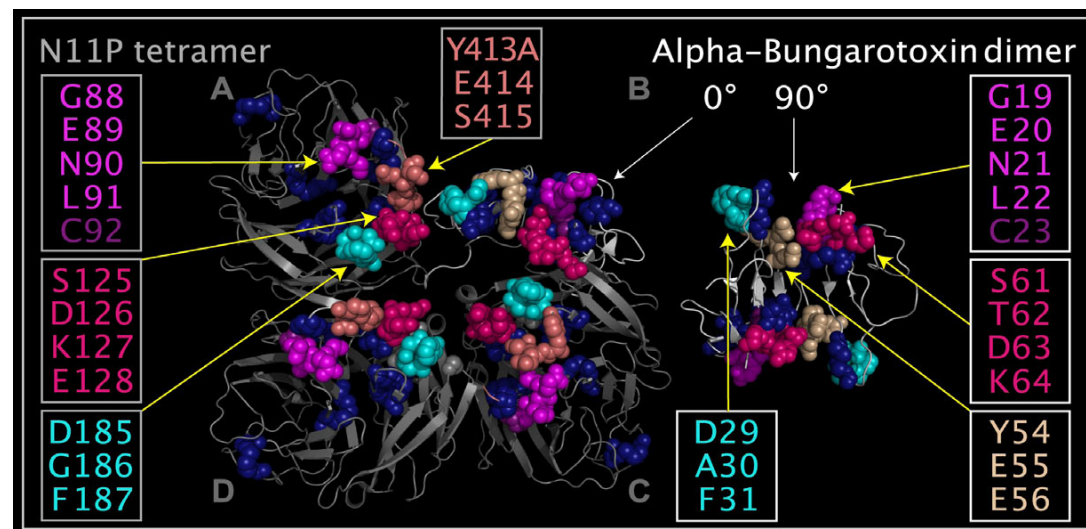 N11P tetramer
A
G88
E89
N90
L91
C92
S125
D126
K127
E128
D185
G186
F187
D
Y413A
E414
S415
Alpha-Bungarotoxin dimer
0° 90°
B
C
G19
E20
N21
L22
C23
S61
T62
D63
K64
D29
A30
F31
Y54
E55
E56